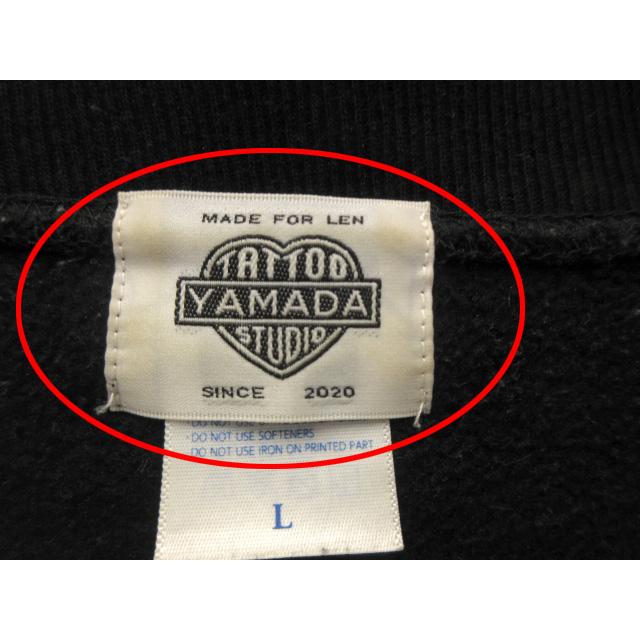 MADE FOR LEN
TATTOO
YAMADA
STUDIO
SINCE 2020
· DO NOT USE SOFTENERS
DO NOT USE IRON ON PRINTED PART
L